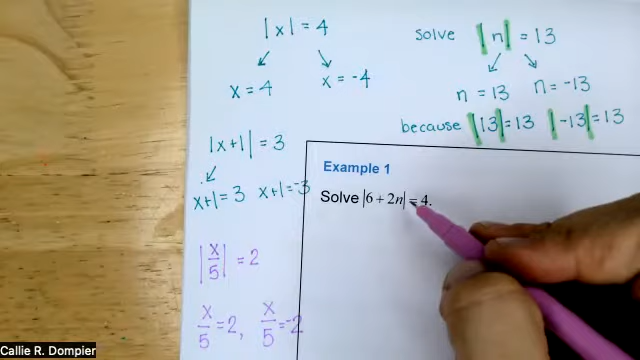 |x| = 4
x = 4
x = -4
|x+1| = 3
x+1 = 3 x+1 = -3
|x/5| = 2
x/5 = 2, x/5 = -2
solve |n| = 13
n = 13 n = -13
because |13| = 13 |-13| = 13
Example 1
Solve |6 + 2n| = 4.
Callie R. Dompier